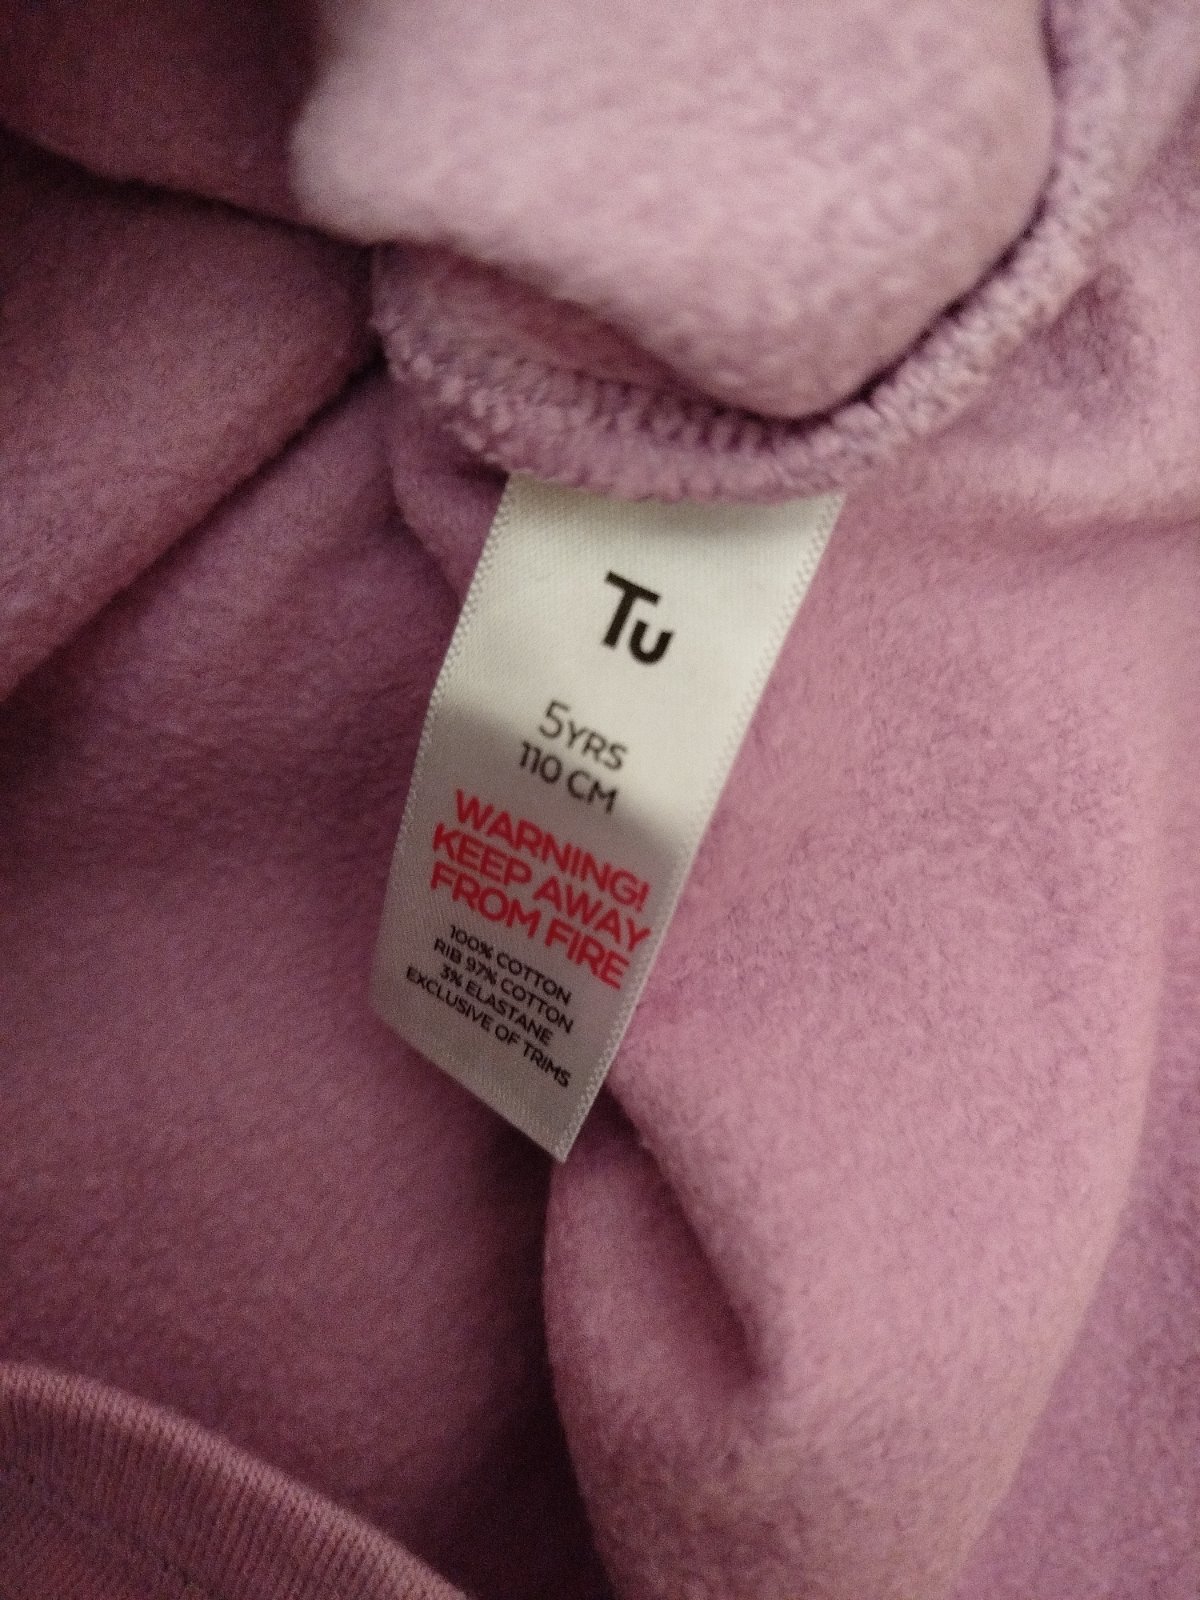 Tu
5YRS
110 CM
WARNING!
KEEP AWAY
FROM FIRE
100% COTTON
RIB 97% COTTON
3% ELASTANE
EXCLUSIVE OF TRIMS